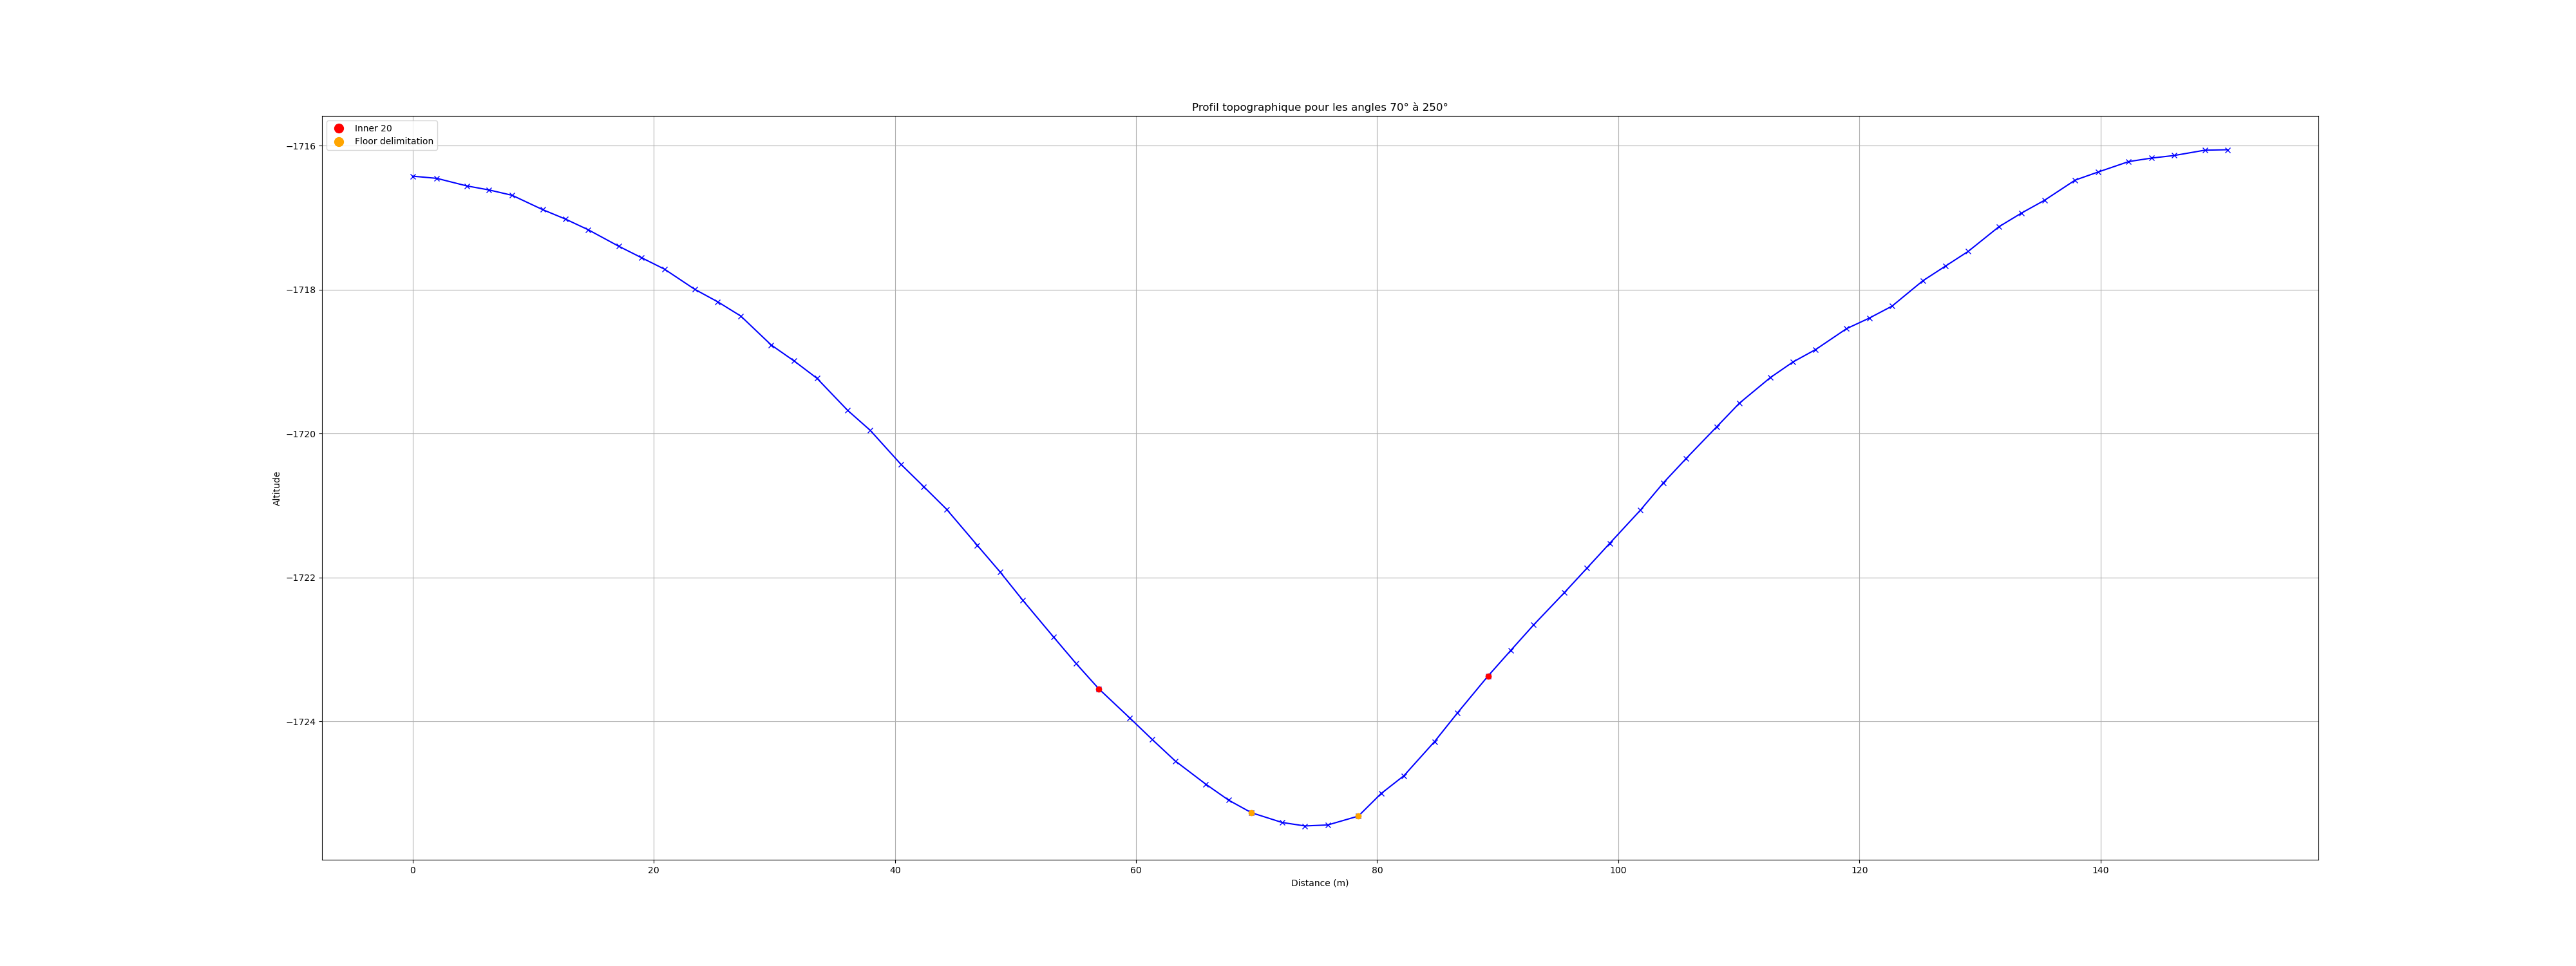 Profil topographique pour les angles 70° à 250°
Inner 20
Floor delimitation
−1716
−1718
−1720
−1722
−1724
Altitude
0 20 40 60 80 100 120 140
Distance (m)